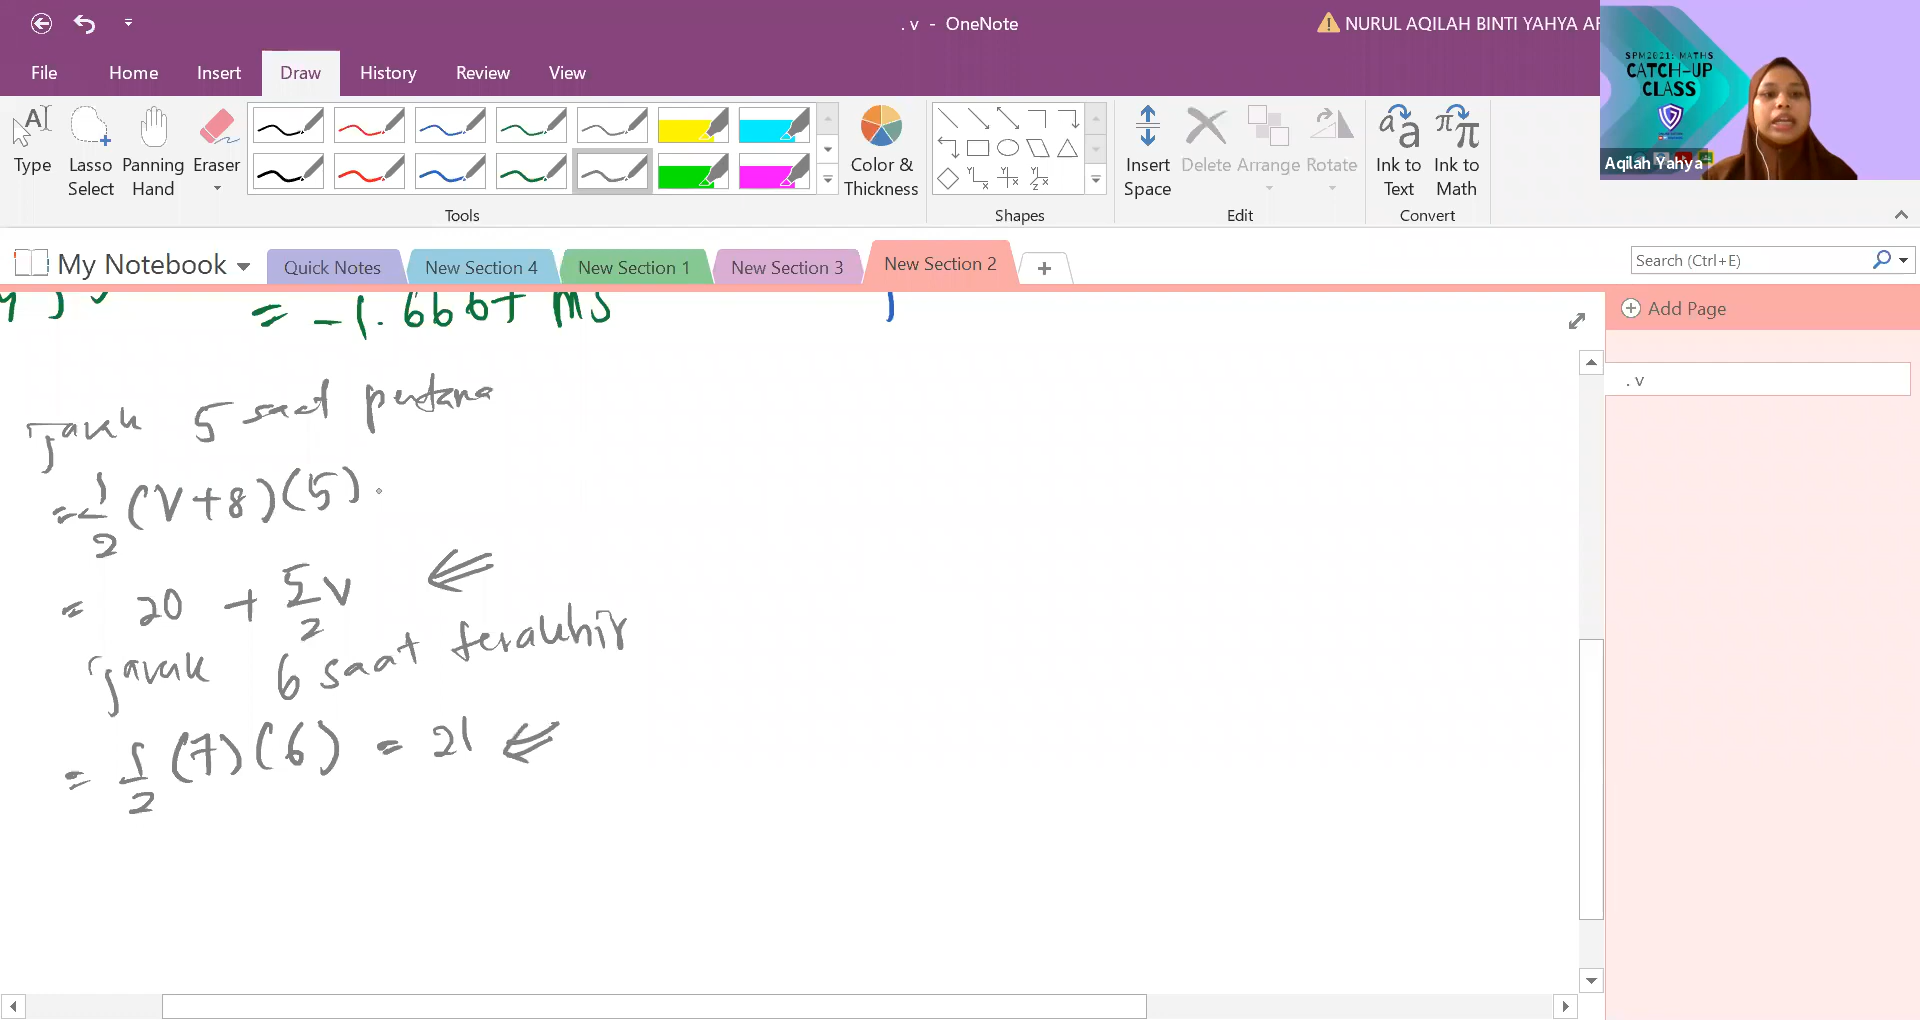 . v - OneNote
NURUL AQILAH BINTI YAHYA AF
File Home Insert Draw History Review View
SPM2021: MATHS
CATCH-UP
CLASS
Aqilah Yahya
Type
Lasso Select
Panning Hand
Eraser
Color & Thickness
Insert Space
Delete
Arrange
Rotate
Ink to Text
Ink to Math
Tools
Shapes
Edit
Convert
My Notebook
Quick Notes
New Section 4
New Section 1
New Section 3
New Section 2
Search (Ctrl+E)
Add Page
. v
= -1.6667 ms
Jarak 5 saat pertama
= 1/2 (V+8)(5)
= 20 + 5/2 V
Jarak 6 saat terakhir
= 1/2 (7)(6) = 21